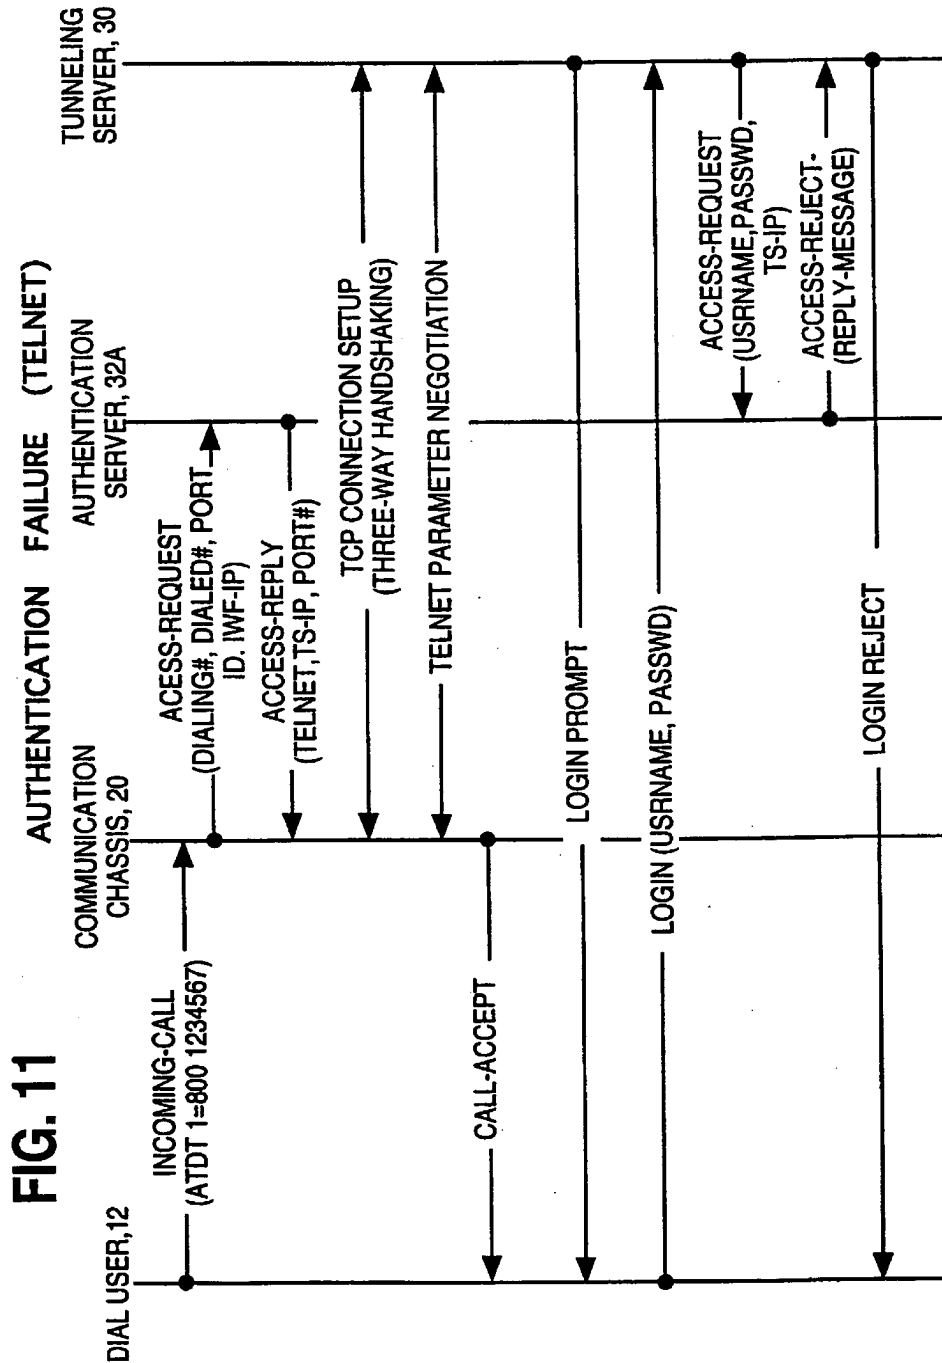 FIG. 11
AUTHENTICATION FAILURE (TELNET)
DIAL USER,12
COMMUNICATION
CHASSIS, 20
AUTHENTICATION
SERVER, 32A
TUNNELING
SERVER, 30
INCOMING-CALL
(ATDT 1=800 1234567)
ACESS-REQUEST
(DIALING#, DIALED#, PORT
ID. IWF-IP)
ACCESS-REPLY
(TELNET,TS-IP, PORT#)
TCP CONNECTION SETUP
(THREE-WAY HANDSHAKING)
TELNET PARAMETER NEGOTIATION
CALL-ACCEPT
LOGIN PROMPT
LOGIN (USRNAME, PASSWD)
ACCESS-REQUEST
(USRNAME,PASSWD,
TS-IP)
ACCESS-REJECT-
(REPLY-MESSAGE)
LOGIN REJECT